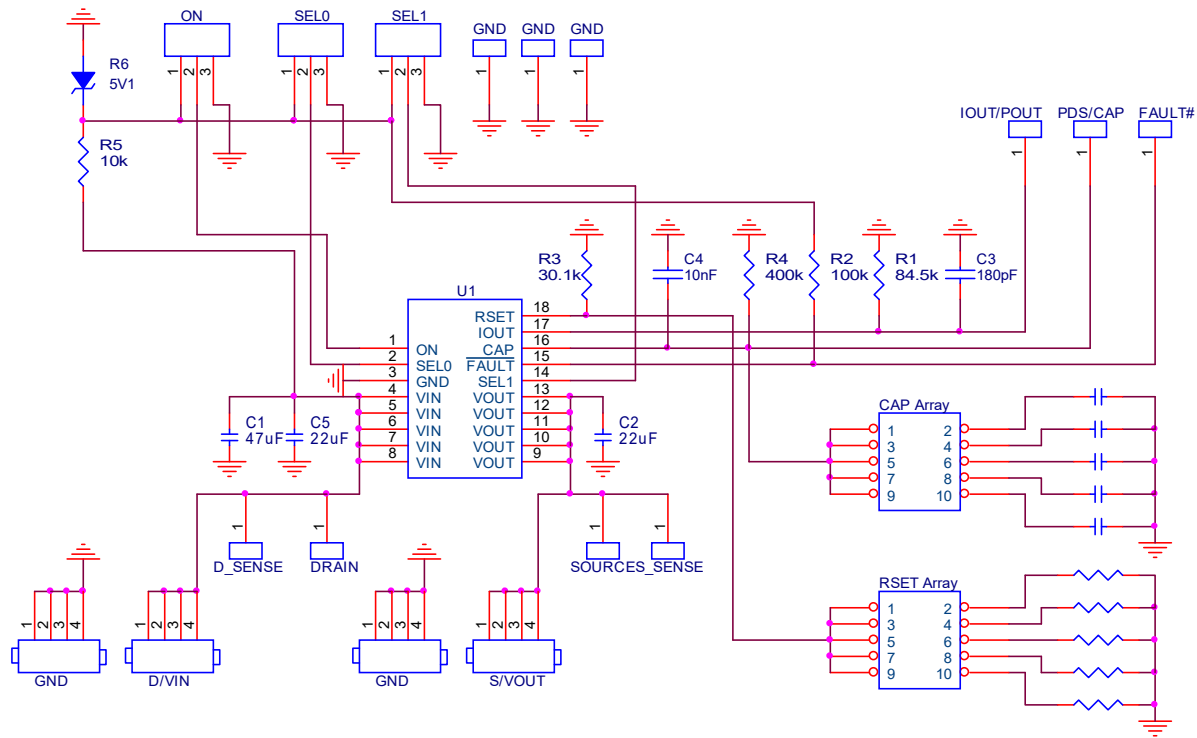 ON
SEL0
SEL1
GND
GND
GND
1
2
3
1
2
3
1
2
3
1
1
1
R6
5V1
R5
10k
IOUT/POUT
PDS/CAP
FAULT#
1
1
1
R3
30.1k
C4
10nF
R4
400k
R2
100k
R1
84.5k
C3
180pF
U1
1
2
3
4
5
6
7
8
ON
SEL0
GND
VIN
VIN
VIN
VIN
VIN
RSET
IOUT
CAP
FAULT
SEL1
VOUT
VOUT
VOUT
VOUT
VOUT
18
17
16
15
14
13
12
11
10
9
C1
47uF
C5
22uF
C2
22uF
CAP Array
1
2
3
4
5
6
7
8
9
10
1
1
D_SENSE
DRAIN
1
1
SOURCES_SENSE
RSET Array
1
2
3
4
5
6
7
8
9
10
1
2
3
4
GND
1
2
3
4
D/VIN
1
2
3
4
GND
1
2
3
4
S/VOUT